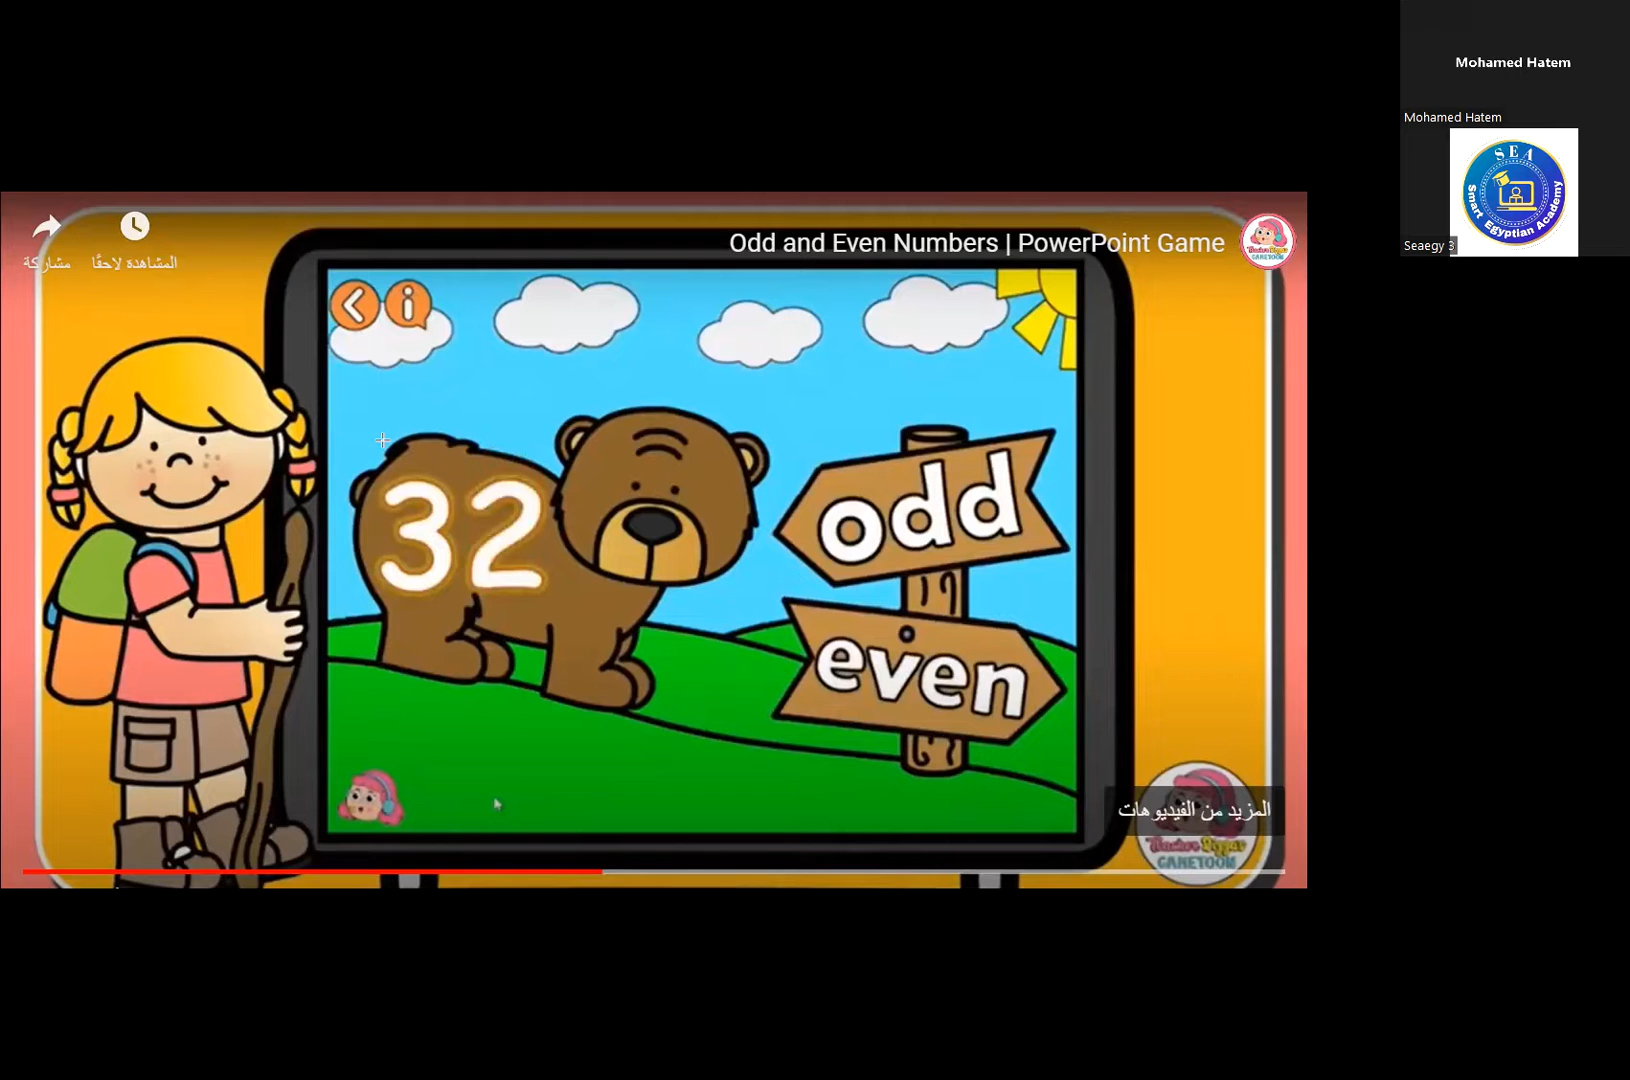 Mohamed Hatem
Mohamed Hatem
SEA
Smart Egyptian Academy
Seaegy 3
مشاركة
المشاهدة لاحقًا
Odd and Even Numbers | PowerPoint Game
32
odd
even
المزيد من الفيديوهات
GAMETOON